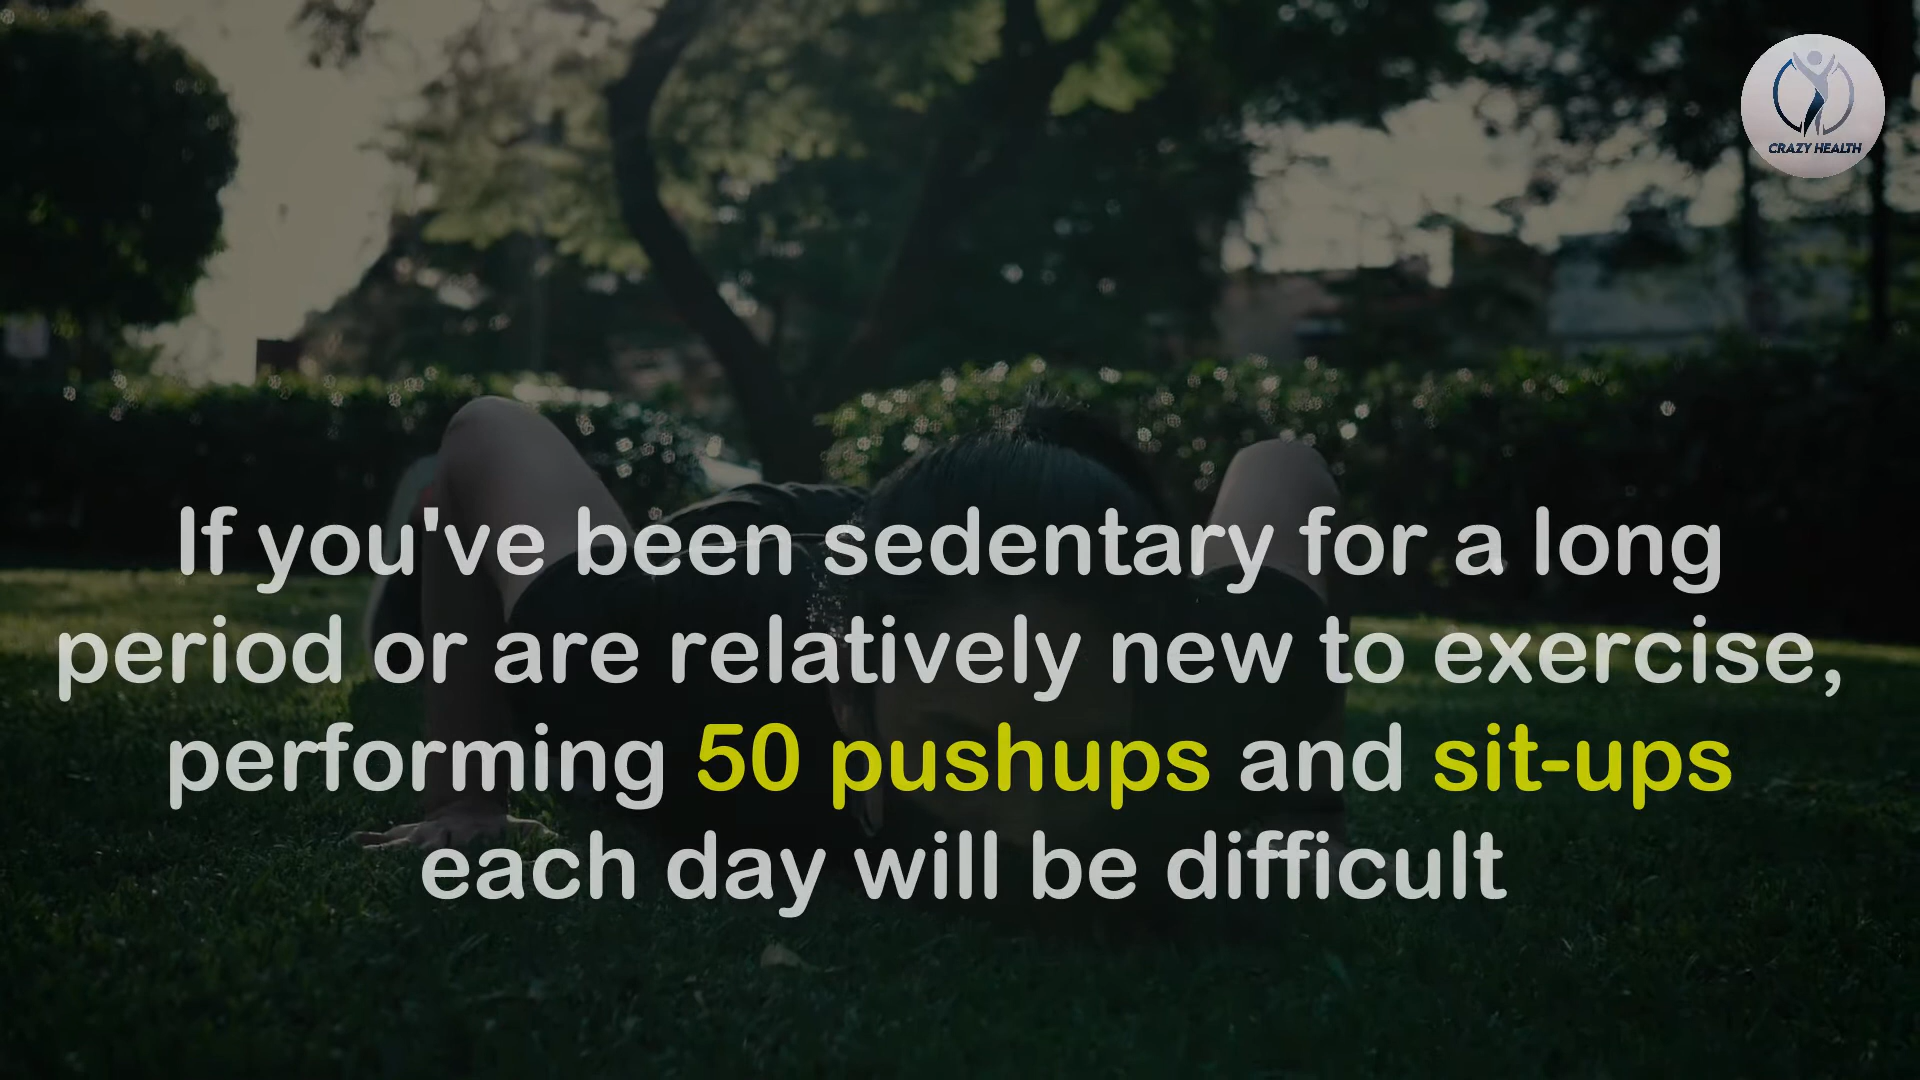 CRAZY HEALTH
If you've been sedentary for a long
period or are relatively new to exercise,
performing 50 pushups and sit-ups
each day will be difficult